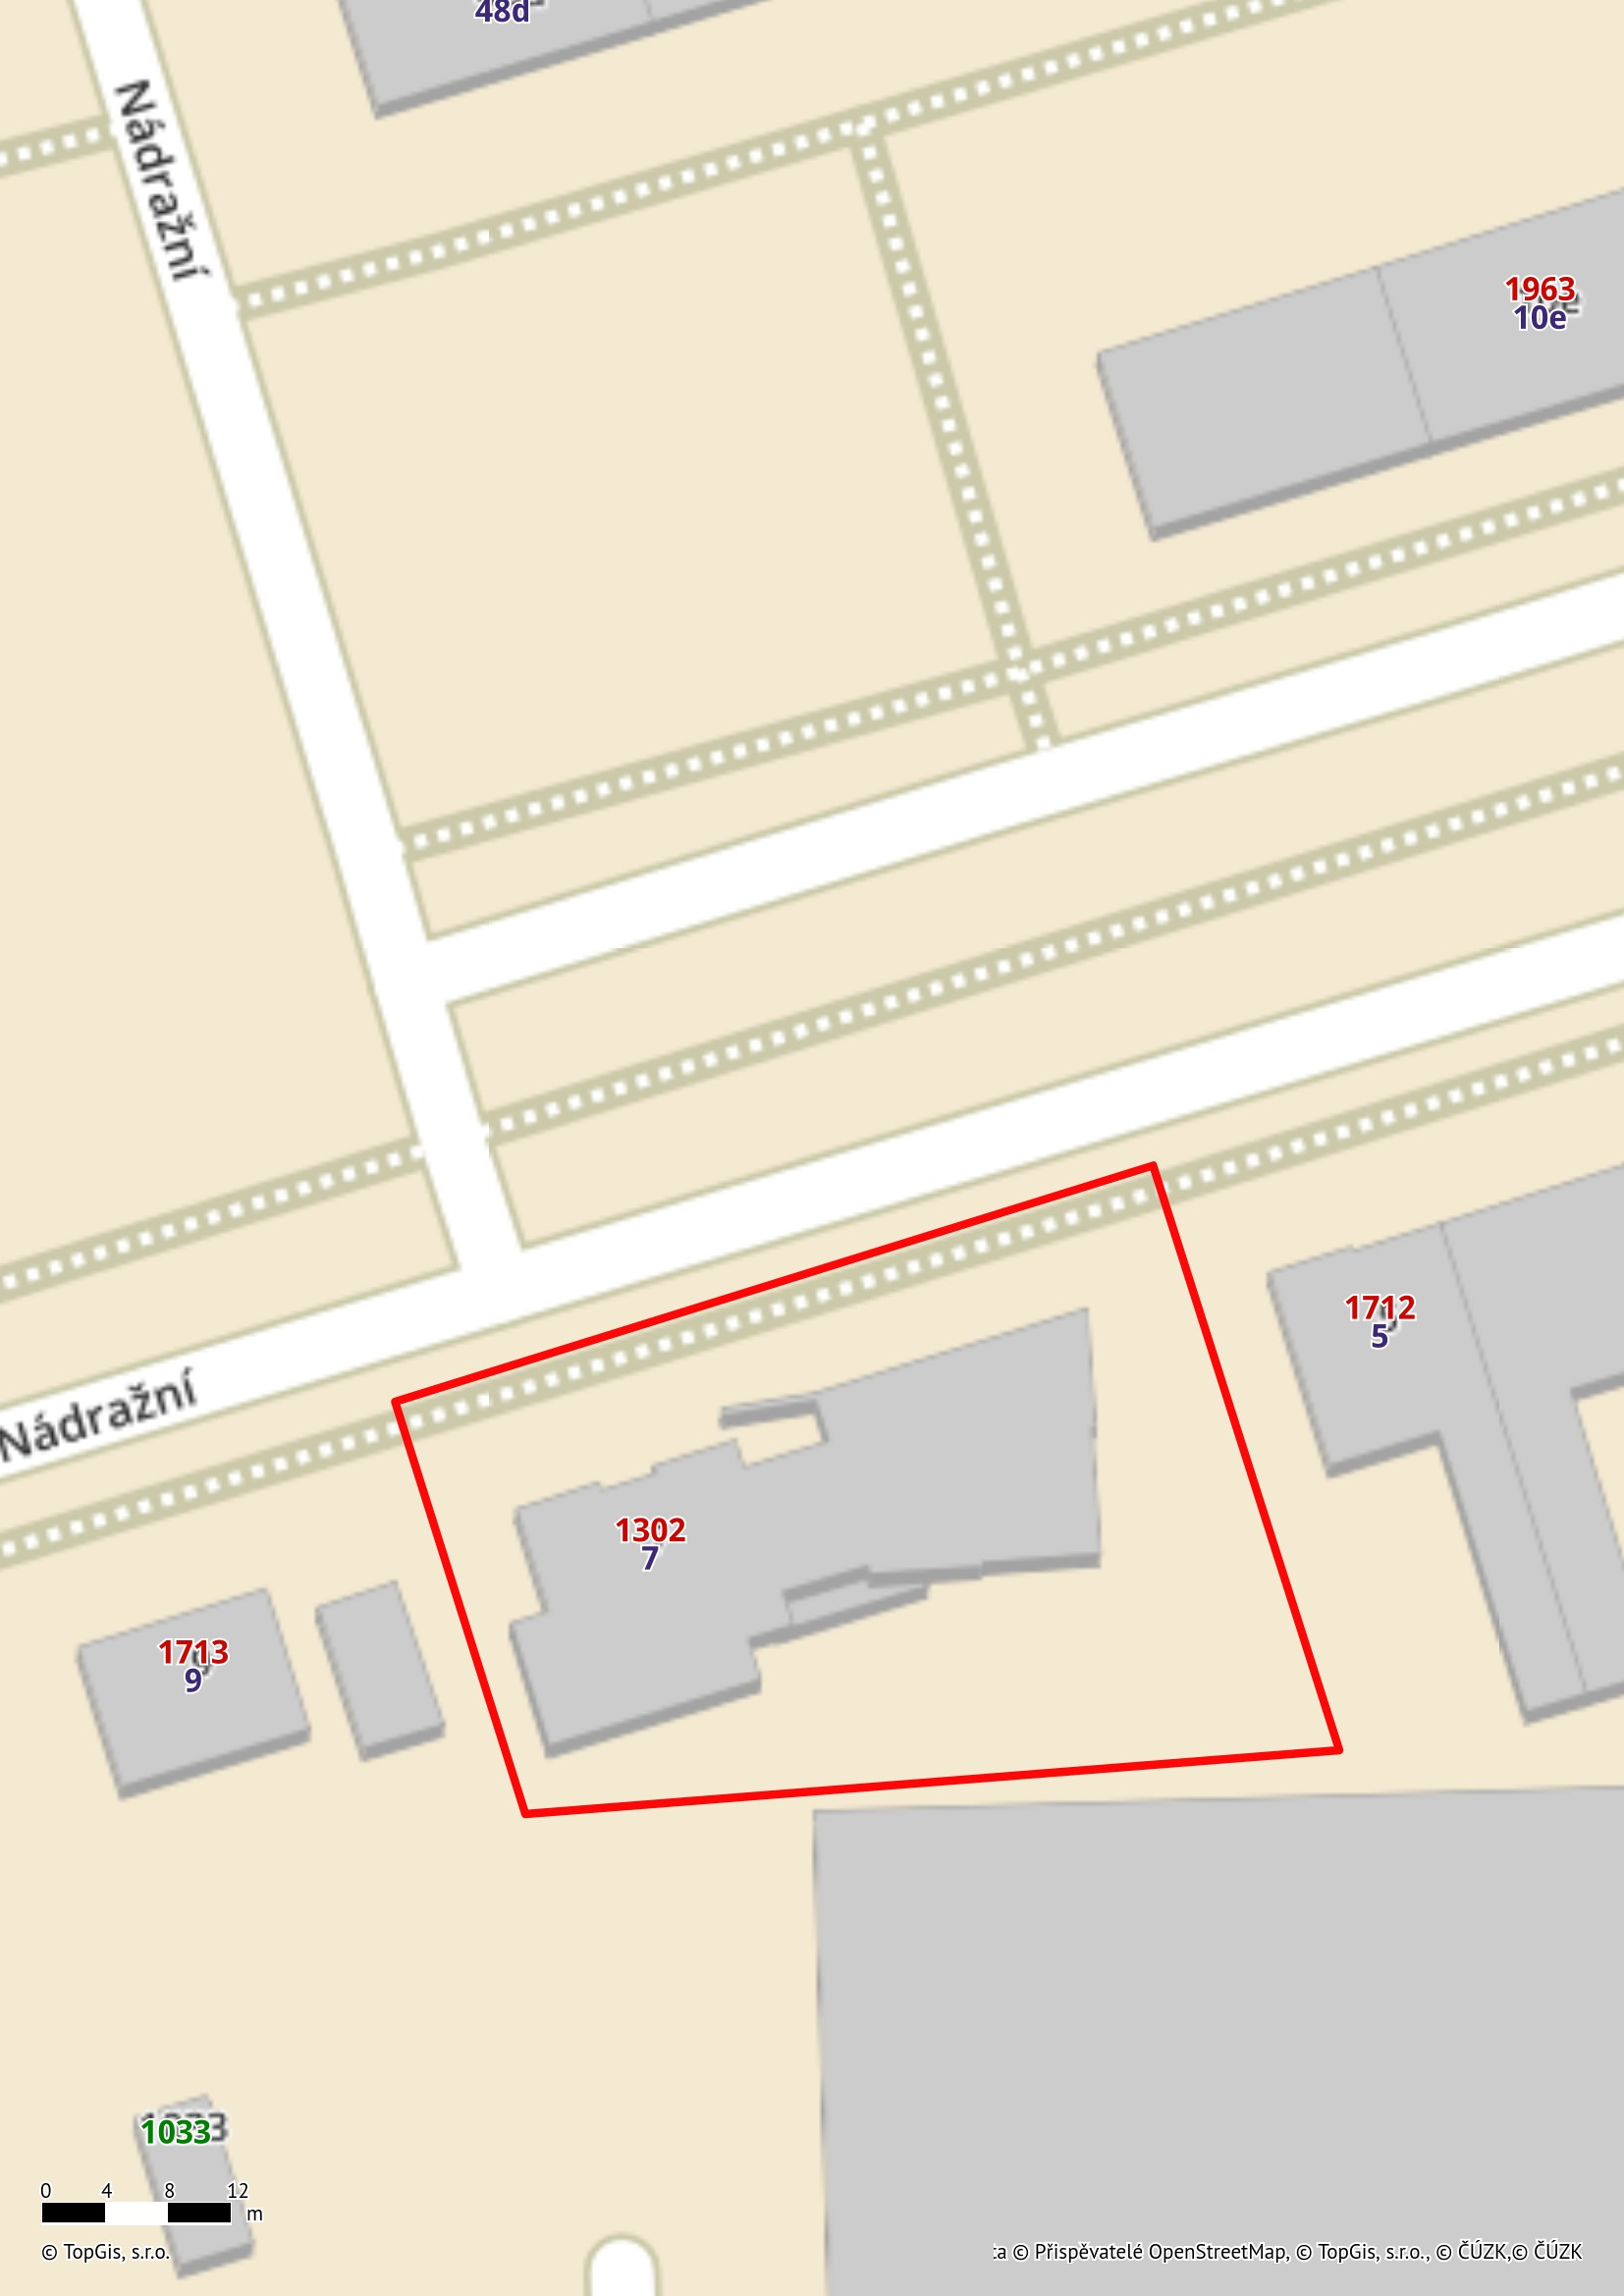 48d
Nádražní
1963
10e
1712
5
Nádražní
1302
7
1713
9
1033
0 4 8 12
m
© TopGis, s.r.o.
© Přispěvatelé OpenStreetMap, © TopGis, s.r.o., © ČÚZK,© ČÚZK